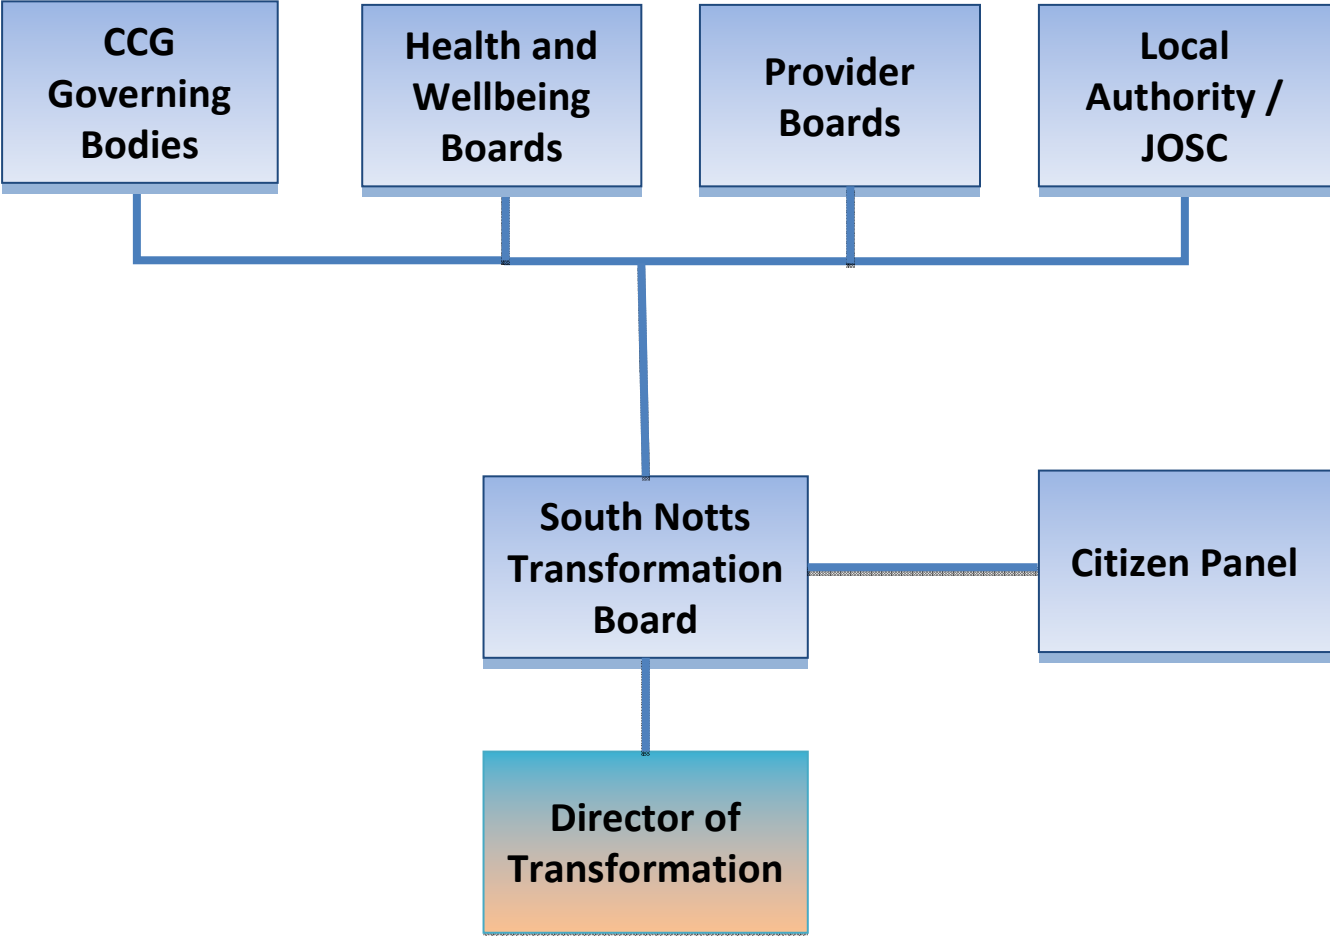 CCG
Governing
Bodies
Health and
Wellbeing
Boards
Provider
Boards
Local
Authority /
JOSC
South Notts
Transformation
Board
Citizen Panel
Director of
Transformation